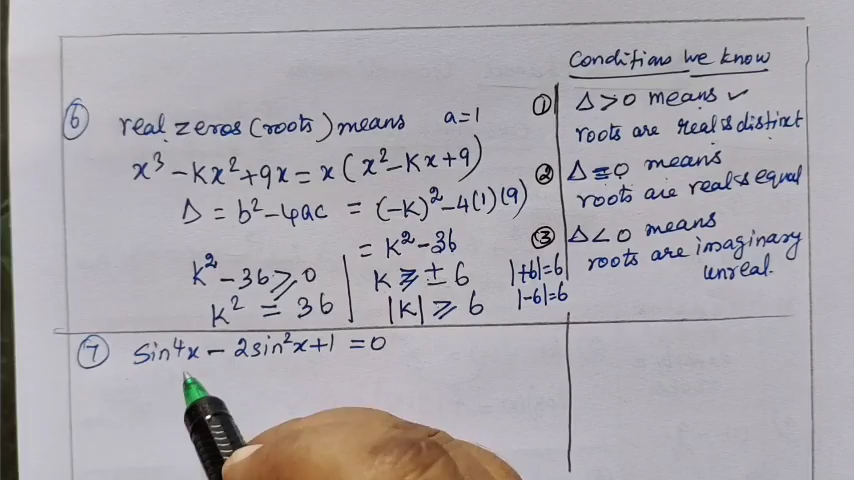 6 real zeros (roots) means a=1
x³ - kx² + 9x = x(x² - kx + 9)
Δ = b² - 4ac = (-k)² - 4(1)(9)
= k² - 36
k² - 36 ≥ 0
k² = 36
k ≥ ± 6
|k| ≥ 6
|+6|=6
|-6|=6
Conditions we know
① Δ > 0 means ✓
roots are real & distinct
② Δ = 0 means
roots are real & equal
③ Δ < 0 means
roots are imaginary
unreal.
7 sin⁴x - 2sin²x + 1 = 0